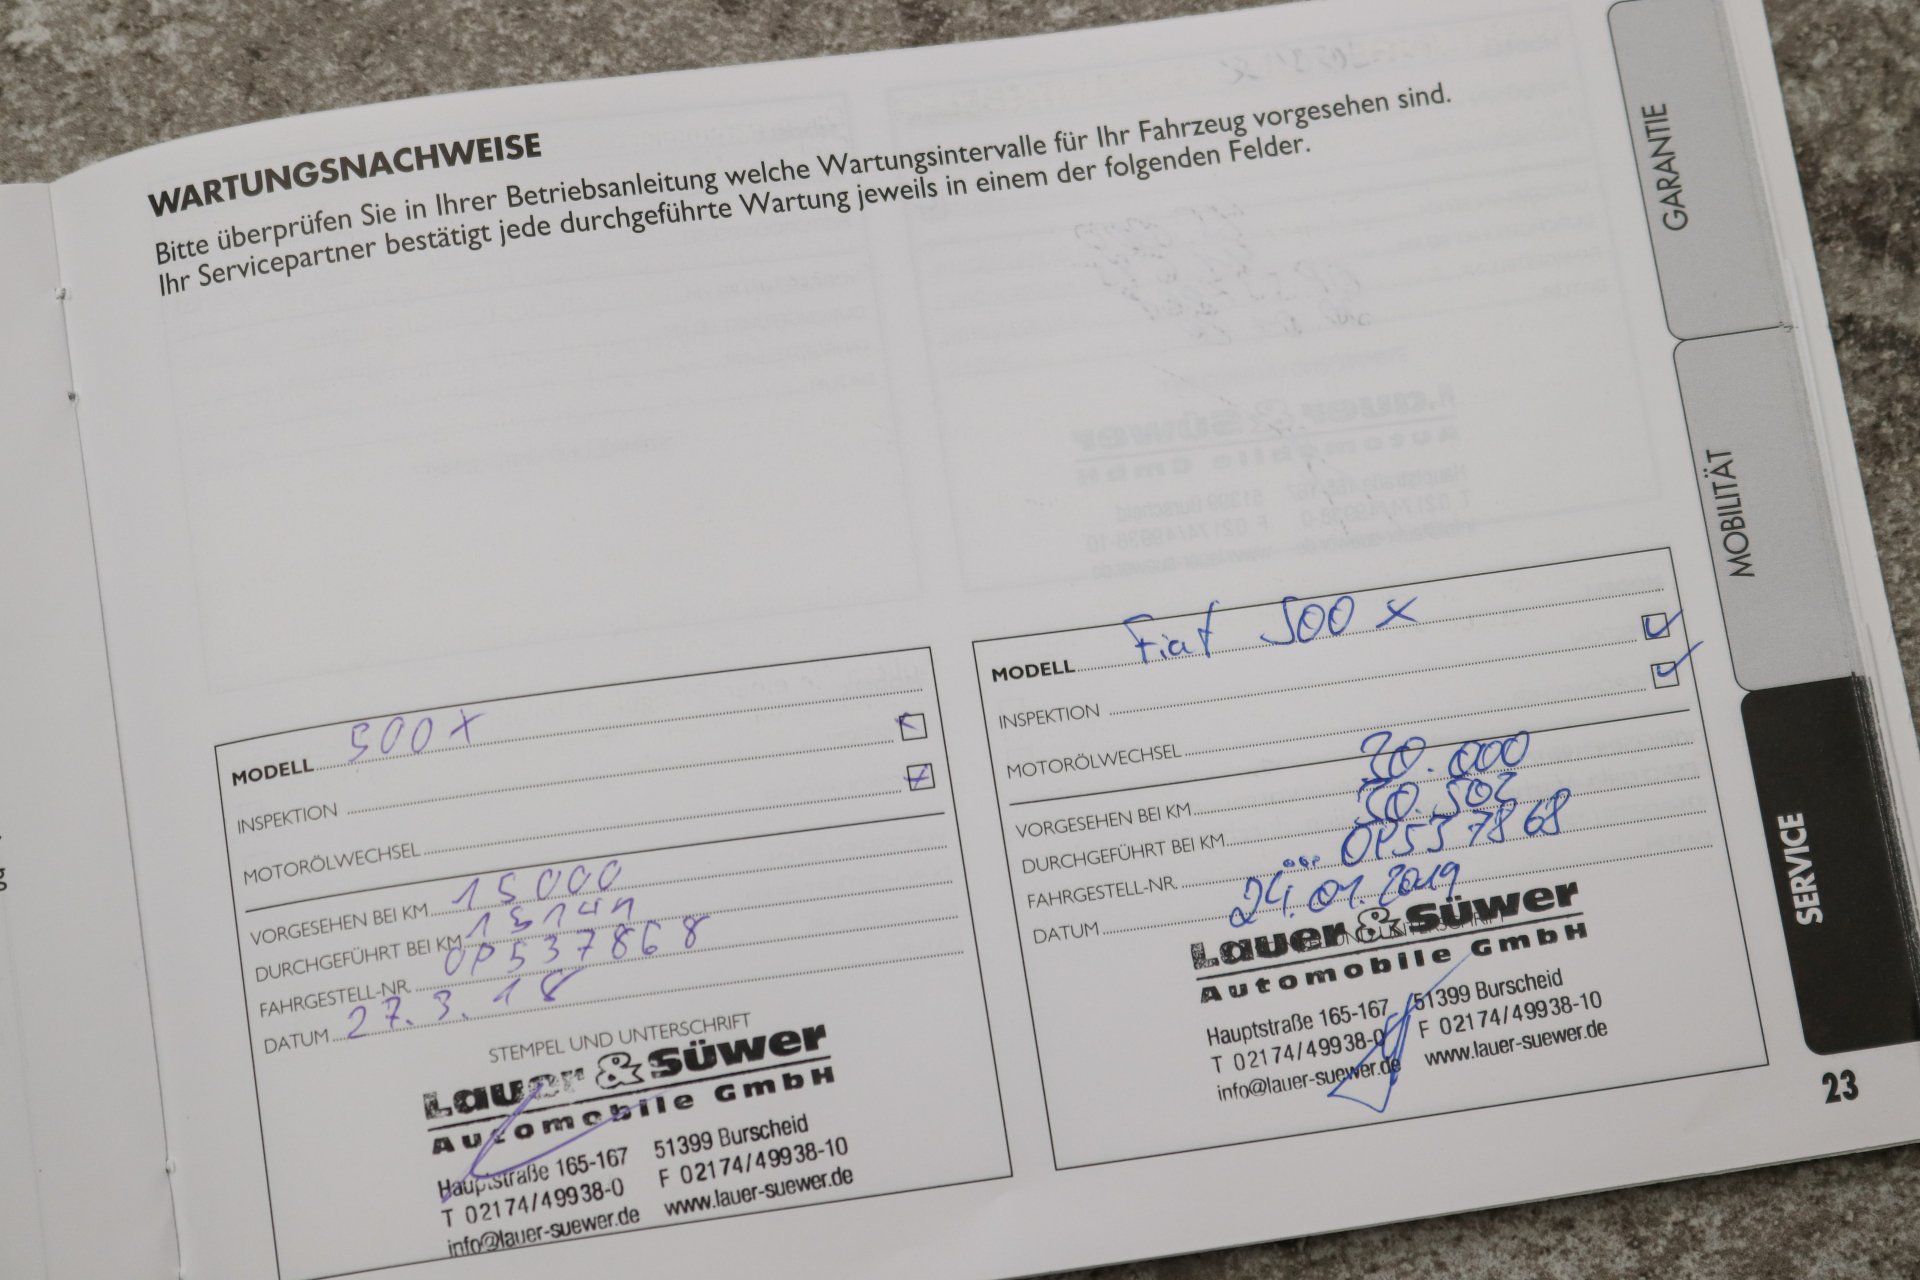 WARTUNGSNACHWEISE
Bitte überprüfen Sie in Ihrer Betriebsanleitung welche Wartungsintervalle für Ihr Fahrzeug vorgesehen sind.
Ihr Servicepartner bestätigt jede durchgeführte Wartung jeweils in einem der folgenden Felder.
MODELL 500 X
INSPEKTION
MOTORÖLWECHSEL
VORGESEHEN BEI KM 15000
DURCHGEFÜHRT BEI KM
FAHRGESTELL-NR. 0P537868
DATUM 27.3.18
STEMPEL UND UNTERSCHRIFT
Lauer & Süwer
Automobile GmbH
Hauptstraße 165-167 51399 Burscheid
T 02174/49938-0 F 02174/49938-10
info@lauer-suewer.de www.lauer-suewer.de
MODELL Fiat 500 x
INSPEKTION
MOTORÖLWECHSEL
VORGESEHEN BEI KM 30.000
DURCHGEFÜHRT BEI KM 30.502
FAHRGESTELL-NR. 0P537868
DATUM 24.01.2019
Lauer & Süwer
Automobile GmbH
Hauptstraße 165-167 51399 Burscheid
T 02174/49938-0 F 02174/49938-10
info@lauer-suewer.de www.lauer-suewer.de
GARANTIE
MOBILITÄT
SERVICE
23